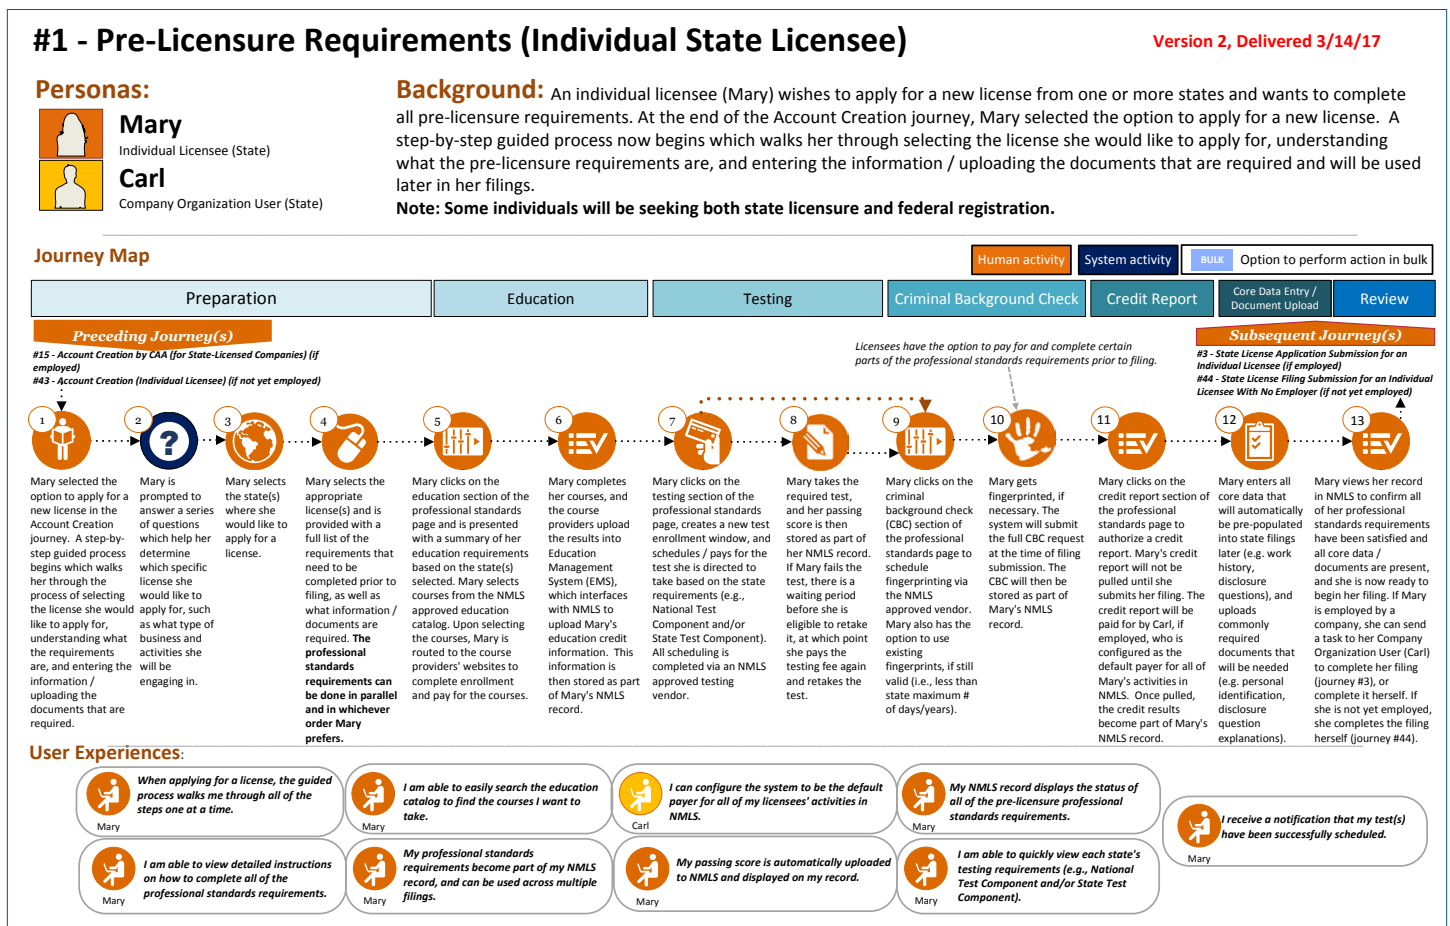 #1 - Pre-Licensure Requirements (Individual State Licensee)
Version 2, Delivered 3/14/17
Personas:
Mary
Individual Licensee (State)
Carl
Company Organization User (State)
Background: An individual licensee (Mary) wishes to apply for a new license from one or more states and wants to complete
all pre-licensure requirements. At the end of the Account Creation journey, Mary selected the option to apply for a new license. A
step-by-step guided process now begins which walks her through selecting the license she would like to apply for, understanding
what the pre-licensure requirements are, and entering the information / uploading the documents that are required and will be used
later in her filings.
Note: Some individuals will be seeking both state licensure and federal registration.
Journey Map
Human activity
System activity
BULK
Option to perform action in bulk
Preparation
Education
Testing
Criminal Background Check
Credit Report
Core Data Entry /
Document Upload
Review
Preceding Journey(s)
#15 - Account Creation by CAA (for State-Licensed Companies) (if
employed)
#43 - Account Creation (Individual Licensee) (if not yet employed)
Licensees have the option to pay for and complete certain
parts of the professional standards requirements prior to filing.
Subsequent Journey(s)
#3 - State License Application Submission for an
Individual Licensee (if employed)
#44 - State License Filing Submission for an Individual
Licensee With No Employer (if not yet employed)
1
Mary selected the
option to apply for a
new license in the
Account Creation
journey. A step-by-
step guided process
begins which walks
her through the
process of selecting
the license she would
like to apply for,
understanding what
the requirements
are, and entering the
information /
uploading the
documents that are
required.
2
?
Mary is
prompted to
answer a series
of questions
which help her
determine
which specific
license she
would like to
apply for, such
as what type of
business and
activities she
will be
engaging in.
3
Mary selects
the state(s)
where she
would like to
apply for a
license.
4
Mary selects the
appropriate
license(s) and is
provided with a
full list of the
requirements that
need to be
completed prior to
filing, as well as
what information /
documents are
required. The
professional
standards
requirements can
be done in parallel
and in whichever
order Mary
prefers.
5
Mary clicks on the
education section of the
professional standards
page and is presented
with a summary of her
education requirements
based on the state(s)
selected. Mary selects
courses from the NMLS
approved education
catalog. Upon selecting
the courses, Mary is
routed to the course
providers' websites to
complete enrollment
and pay for the courses.
6
Mary completes
her courses, and
the course
providers upload
the results into
Education
Management
System (EMS),
which interfaces
with NMLS to
upload Mary's
education credit
information. This
information is
then stored as part
of Mary's NMLS
record.
7
Mary clicks on the
testing section of the
professional standards
page, creates a new test
enrollment window, and
schedules / pays for the
test she is directed to
take based on the state
requirements (e.g.,
National Test
Component and/or
State Test Component).
All scheduling is
completed via an NMLS
approved testing
vendor.
8
Mary takes the
required test,
and her passing
score is then
stored as part of
her NMLS record.
If Mary fails the
test, there is a
waiting period
before she is
eligible to retake
it, at which point
she pays the
testing fee again
and retakes the
test.
9
Mary clicks on the
criminal
background check
(CBC) section of
the professional
standards page to
schedule
fingerprinting via
the NMLS
approved vendor.
Mary also has the
option to use
existing
fingerprints, if still
valid (i.e., less than
state maximum #
of days/years).
10
Mary gets
fingerprinted, if
necessary. The
system will submit
the full CBC request
at the time of filing
submission. The
CBC will then be
stored as part of
Mary's NMLS
record.
11
Mary clicks on the
credit report section of
the professional
standards page to
authorize a credit
report. Mary's credit
report will not be
pulled until she
submits her filing. The
credit report will be
paid for by Carl, if
employed, who is
configured as the
default payer for all of
Mary's activities in
NMLS. Once pulled,
the credit results
become part of Mary's
NMLS record.
12
Mary enters all
core data that
will automatically
be pre-populated
into state filings
later (e.g. work
history,
disclosure
questions), and
uploads
commonly
required
documents that
will be needed
(e.g. personal
identification,
disclosure
question
explanations).
13
Mary views her record
in NMLS to confirm all
of her professional
standards requirements
have been satisfied and
all core data /
documents are present,
and she is now ready to
begin her filing. If Mary
is employed by a
company, she can send
a task to her Company
Organization User (Carl)
to complete her filing
(journey #3), or
complete it herself. If
she is not yet employed,
she completes the filing
herself (journey #44).
User Experiences:
Mary
When applying for a license, the guided
process walks me through all of the
steps one at a time.
Mary
I am able to easily search the education
catalog to find the courses I want to
take.
Carl
I can configure the system to be the default
payer for all of my licensees' activities in
NMLS.
Mary
My NMLS record displays the status of
all of the pre-licensure professional
standards requirements.
Mary
I receive a notification that my test(s)
have been successfully scheduled.
Mary
I am able to view detailed instructions
on how to complete all of the
professional standards requirements.
Mary
My professional standards
requirements become part of my NMLS
record, and can be used across multiple
filings.
Mary
My passing score is automatically uploaded
to NMLS and displayed on my record.
Mary
I am able to quickly view each state's
testing requirements (e.g., National
Test Component and/or State Test
Component).